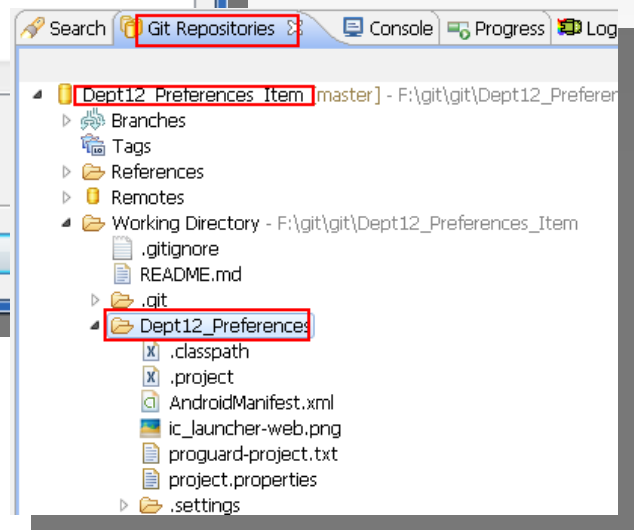 Search Git Repositories Console Progress Log
Dept12_Preferences_Item [master] - F:\git\git\Dept12_Preferen
Branches
Tags
References
Remotes
Working Directory - F:\git\git\Dept12_Preferences_Item
.gitignore
README.md
.git
Dept12_Preferences
.classpath
.project
AndroidManifest.xml
ic_launcher-web.png
proguard-project.txt
project.properties
.settings